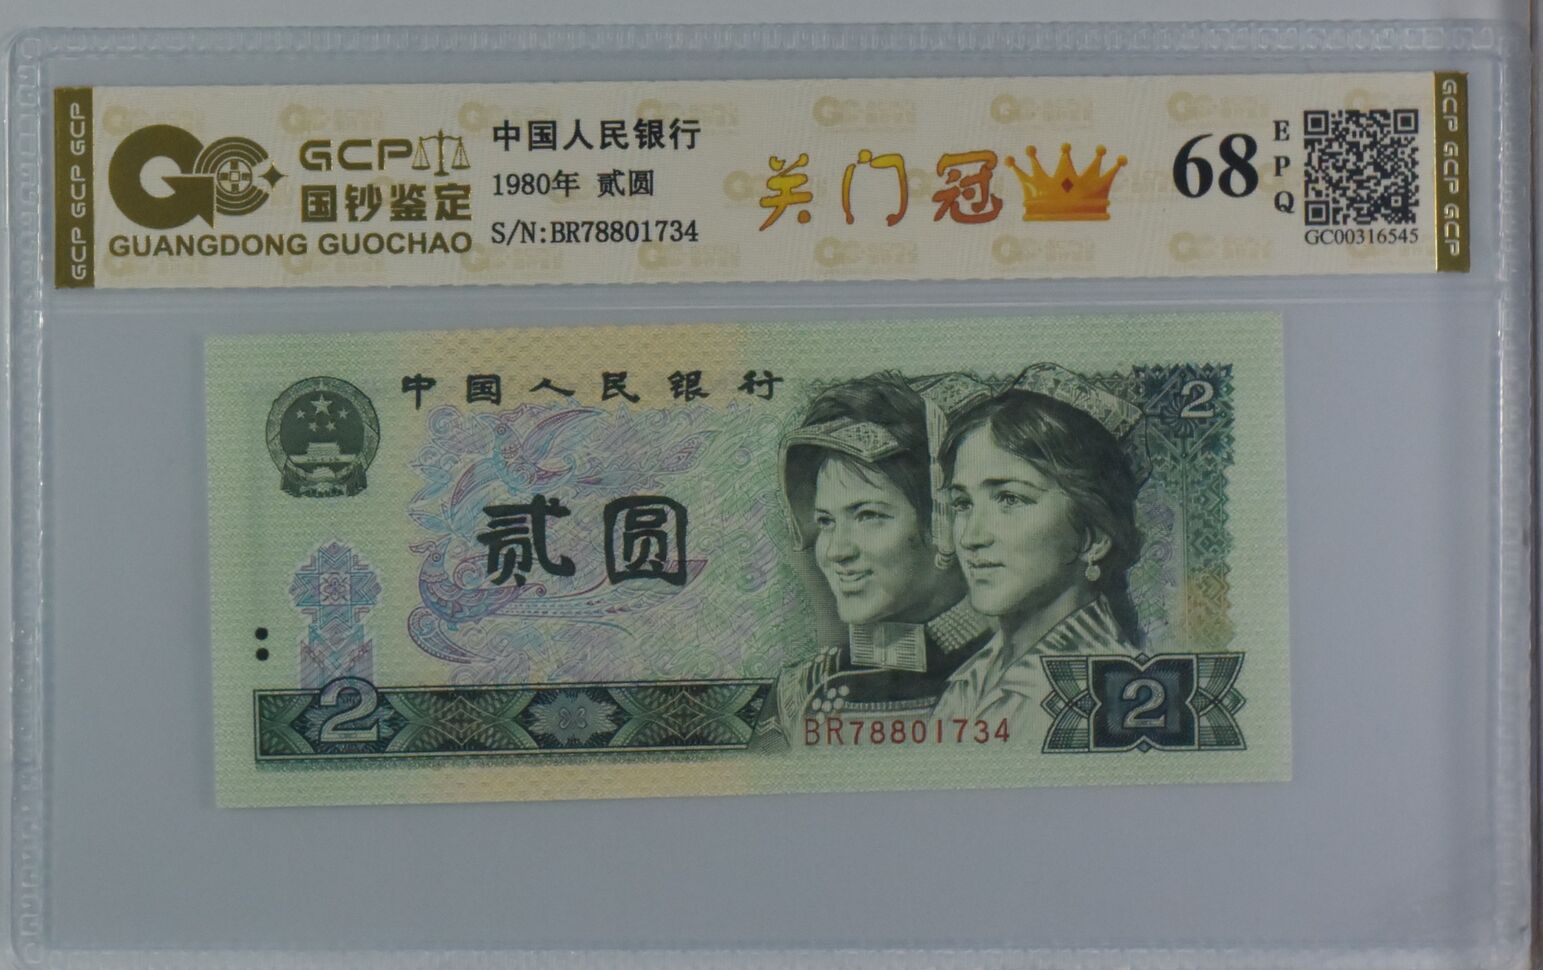 GCP GCP GCP
GCP
国钞鉴定
GUANGDONG GUOCHAO
中国人民银行
1980年 贰圆
S/N:BR78801734
关门冠
68
EPQ
GC00316545
GCP GCP GCP
中国人民银行
2
贰圆
2
BR78801734
2